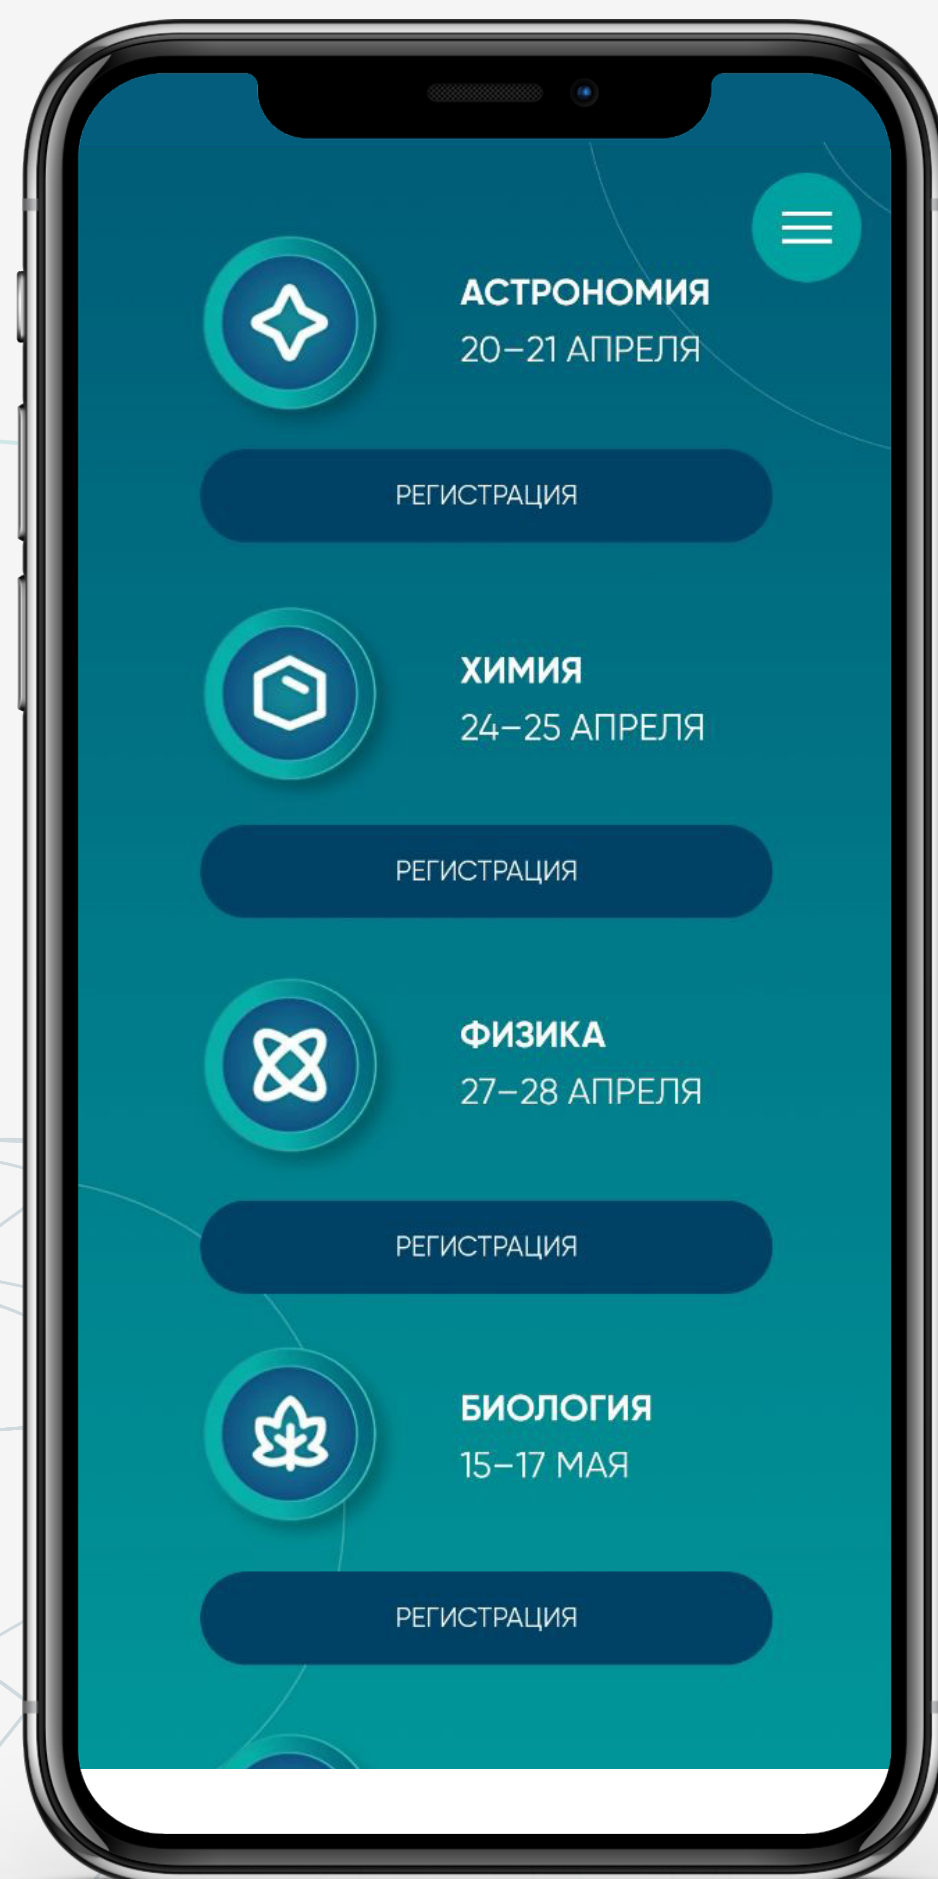 АСТРОНОМИЯ
20–21 АПРЕЛЯ
РЕГИСТРАЦИЯ
ХИМИЯ
24–25 АПРЕЛЯ
РЕГИСТРАЦИЯ
ФИЗИКА
27–28 АПРЕЛЯ
РЕГИСТРАЦИЯ
БИОЛОГИЯ
15–17 МАЯ
РЕГИСТРАЦИЯ